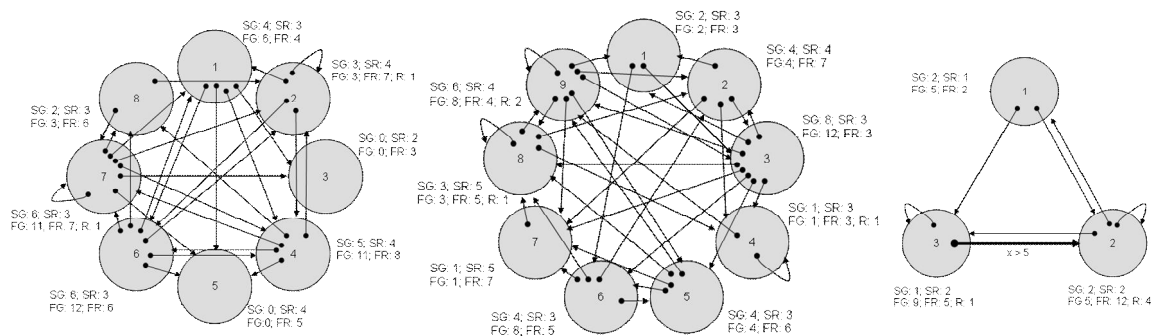 SG: 4; SR: 3
FG: 6, FR: 4
1
SG: 3; SR: 4
FG: 3; FR: 7, R: 1
2
SG: 0; SR: 2
FG: 0; FR: 3
3
SG: 5; SR: 4
FG: 11; FR: 8
4
SG:0; SR: 4
FG:0; FR: 5
5
SG: 6; SR: 3
FG: 12; FR: 6
6
SG: 6; SR: 3
FG: 11, FR: 7, R: 1
7
SG: 2; SR: 3
FG: 3; FR: 6
8
SG: 2; SR: 3
FG: 2; FR: 3
1
SG: 4; SR: 4
FG:4; FR: 7
2
SG: 8; SR: 3
FG: 12; FR: 3
3
SG: 1; SR: 3
FG: 1; FR: 3, R: 1
4
SG: 4; SR: 3
FG: 4; FR: 6
5
SG: 4; SR: 3
FG: 8; FR: 5
6
SG: 1; SR: 5
FG: 1; FR: 7
7
SG: 3; SR: 5
FG: 3; FR: 5, R: 1
8
SG: 6; SR: 4
FG: 8; FR: 4, R: 2
9
SG: 2; SR: 1
FG: 5; FR: 2
1
2
3
x > 5
SG: 1; SR: 2
FG: 9; FR: 5, R: 1
SG: 2; SR: 2
FG:5, FR: 12, R: 4